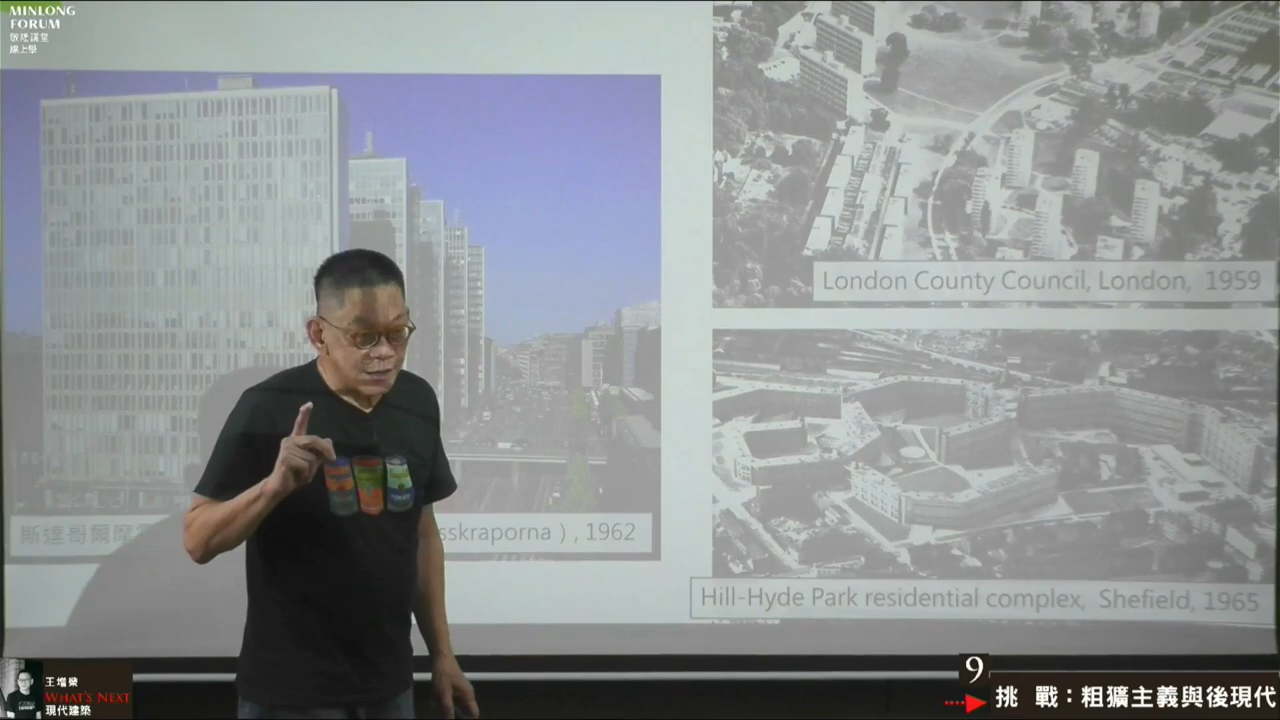 MINLONG
FORUM
敏隆講堂
線上學
London County Council, London, 1959
斯達哥爾摩
sskraporna ) , 1962
Hill-Hyde Park residential complex, Shefield, 1965
王增榮
WHAT'S NEXT
現代建築
9
挑 戰：粗獷主義與後現代